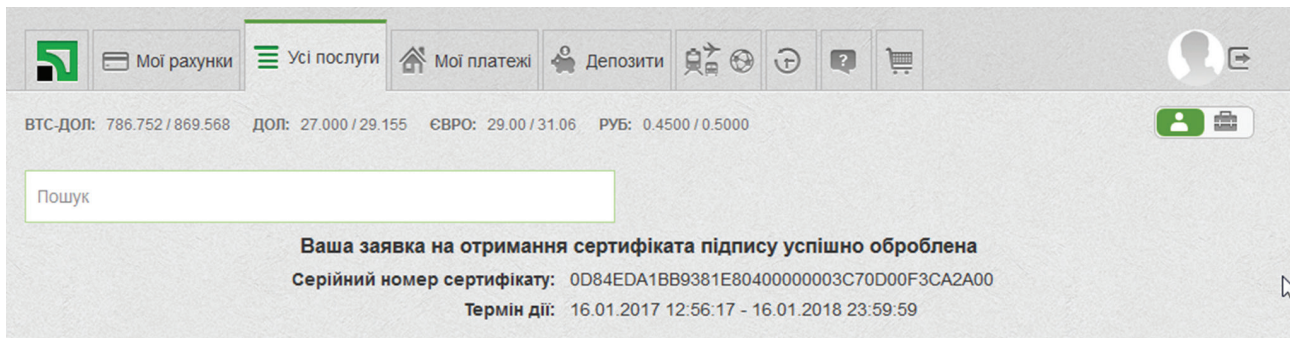 Мої рахунки Усі послуги Мої платежі Депозити
BTC-ДОЛ: 786.752 / 869.568 ДОЛ: 27.000 / 29.155 ЄВРО: 29.00 / 31.06 РУБ: 0.4500 / 0.5000
Пошук
Ваша заявка на отримання сертифіката підпису успішно оброблена
Серійний номер сертифікату: 0D84EDA1BB9381E80400000003C70D00F3CA2A00
Термін дії: 16.01.2017 12:56:17 - 16.01.2018 23:59:59